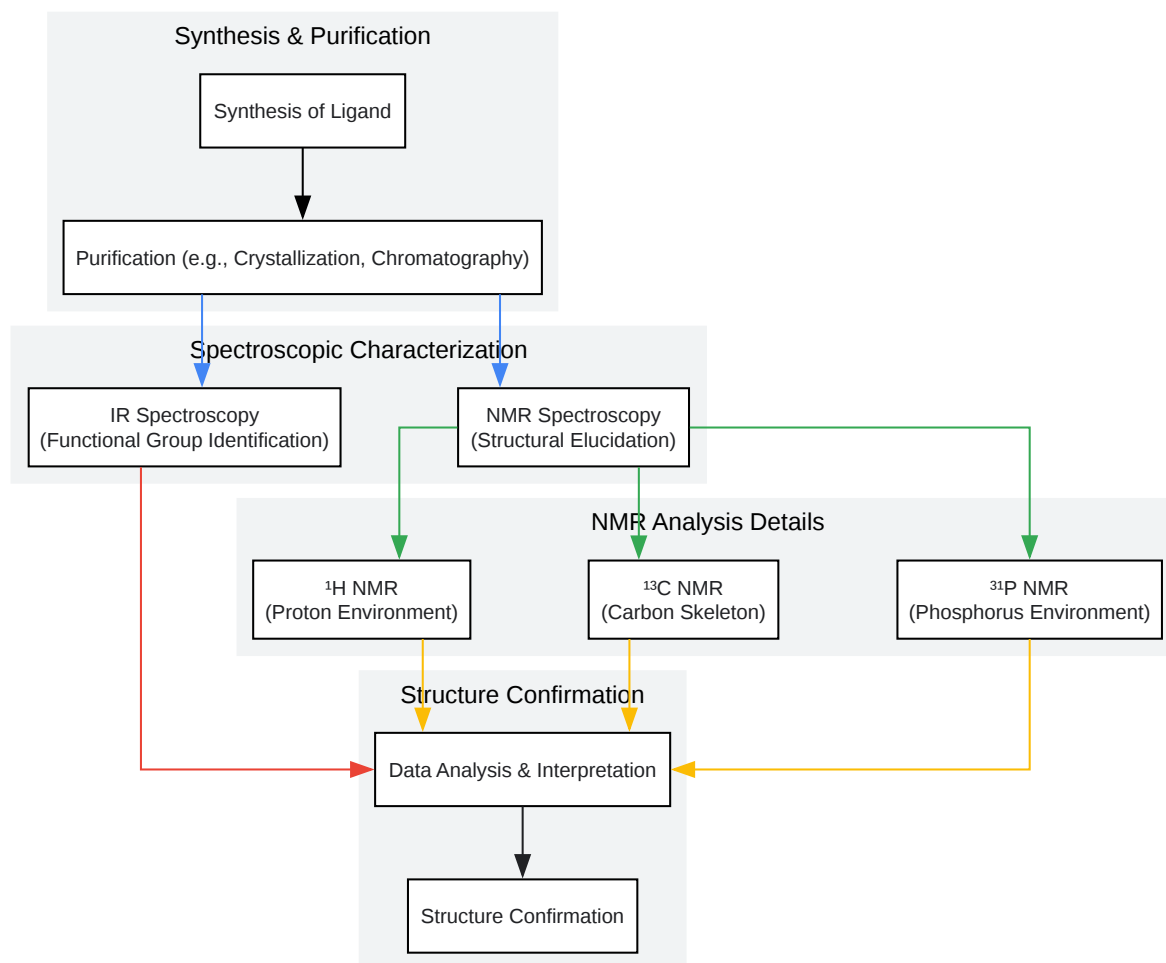 Synthesis & Purification
Synthesis of Ligand
Purification (e.g., Crystallization, Chromatography)
Spectroscopic Characterization
IR Spectroscopy
(Functional Group Identification)
NMR Spectroscopy
(Structural Elucidation)
NMR Analysis Details
¹H NMR
(Proton Environment)
¹³C NMR
(Carbon Skeleton)
³¹P NMR
(Phosphorus Environment)
Structure Confirmation
Data Analysis & Interpretation
Structure Confirmation